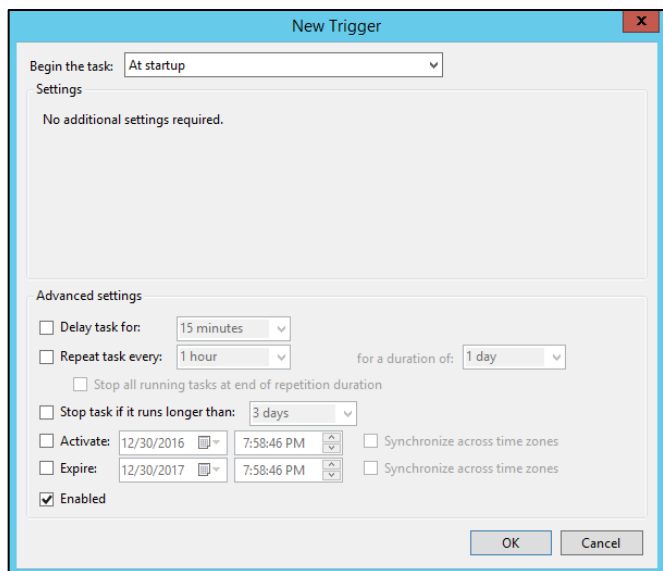 New Trigger
x
Begin the task: At startup
Settings
No additional settings required.
Advanced settings
Delay task for: 15 minutes
Repeat task every: 1 hour for a duration of: 1 day
Stop all running tasks at end of repetition duration
Stop task if it runs longer than: 3 days
Activate: 12/30/2016 7:58:46 PM Synchronize across time zones
Expire: 12/30/2017 7:58:46 PM Synchronize across time zones
Enabled
OK Cancel